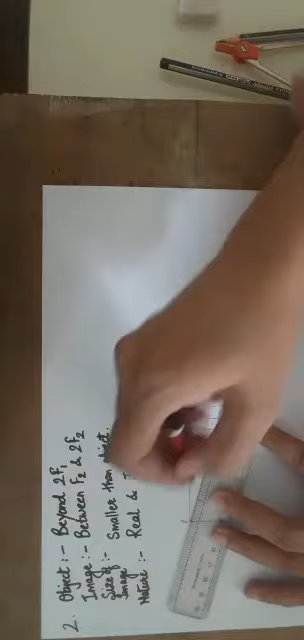 2. Object :- Beyond 2F₁
Image :- Between F₂ & 2F₂
Size of Image :- Smaller than object.
Nature :- Real &